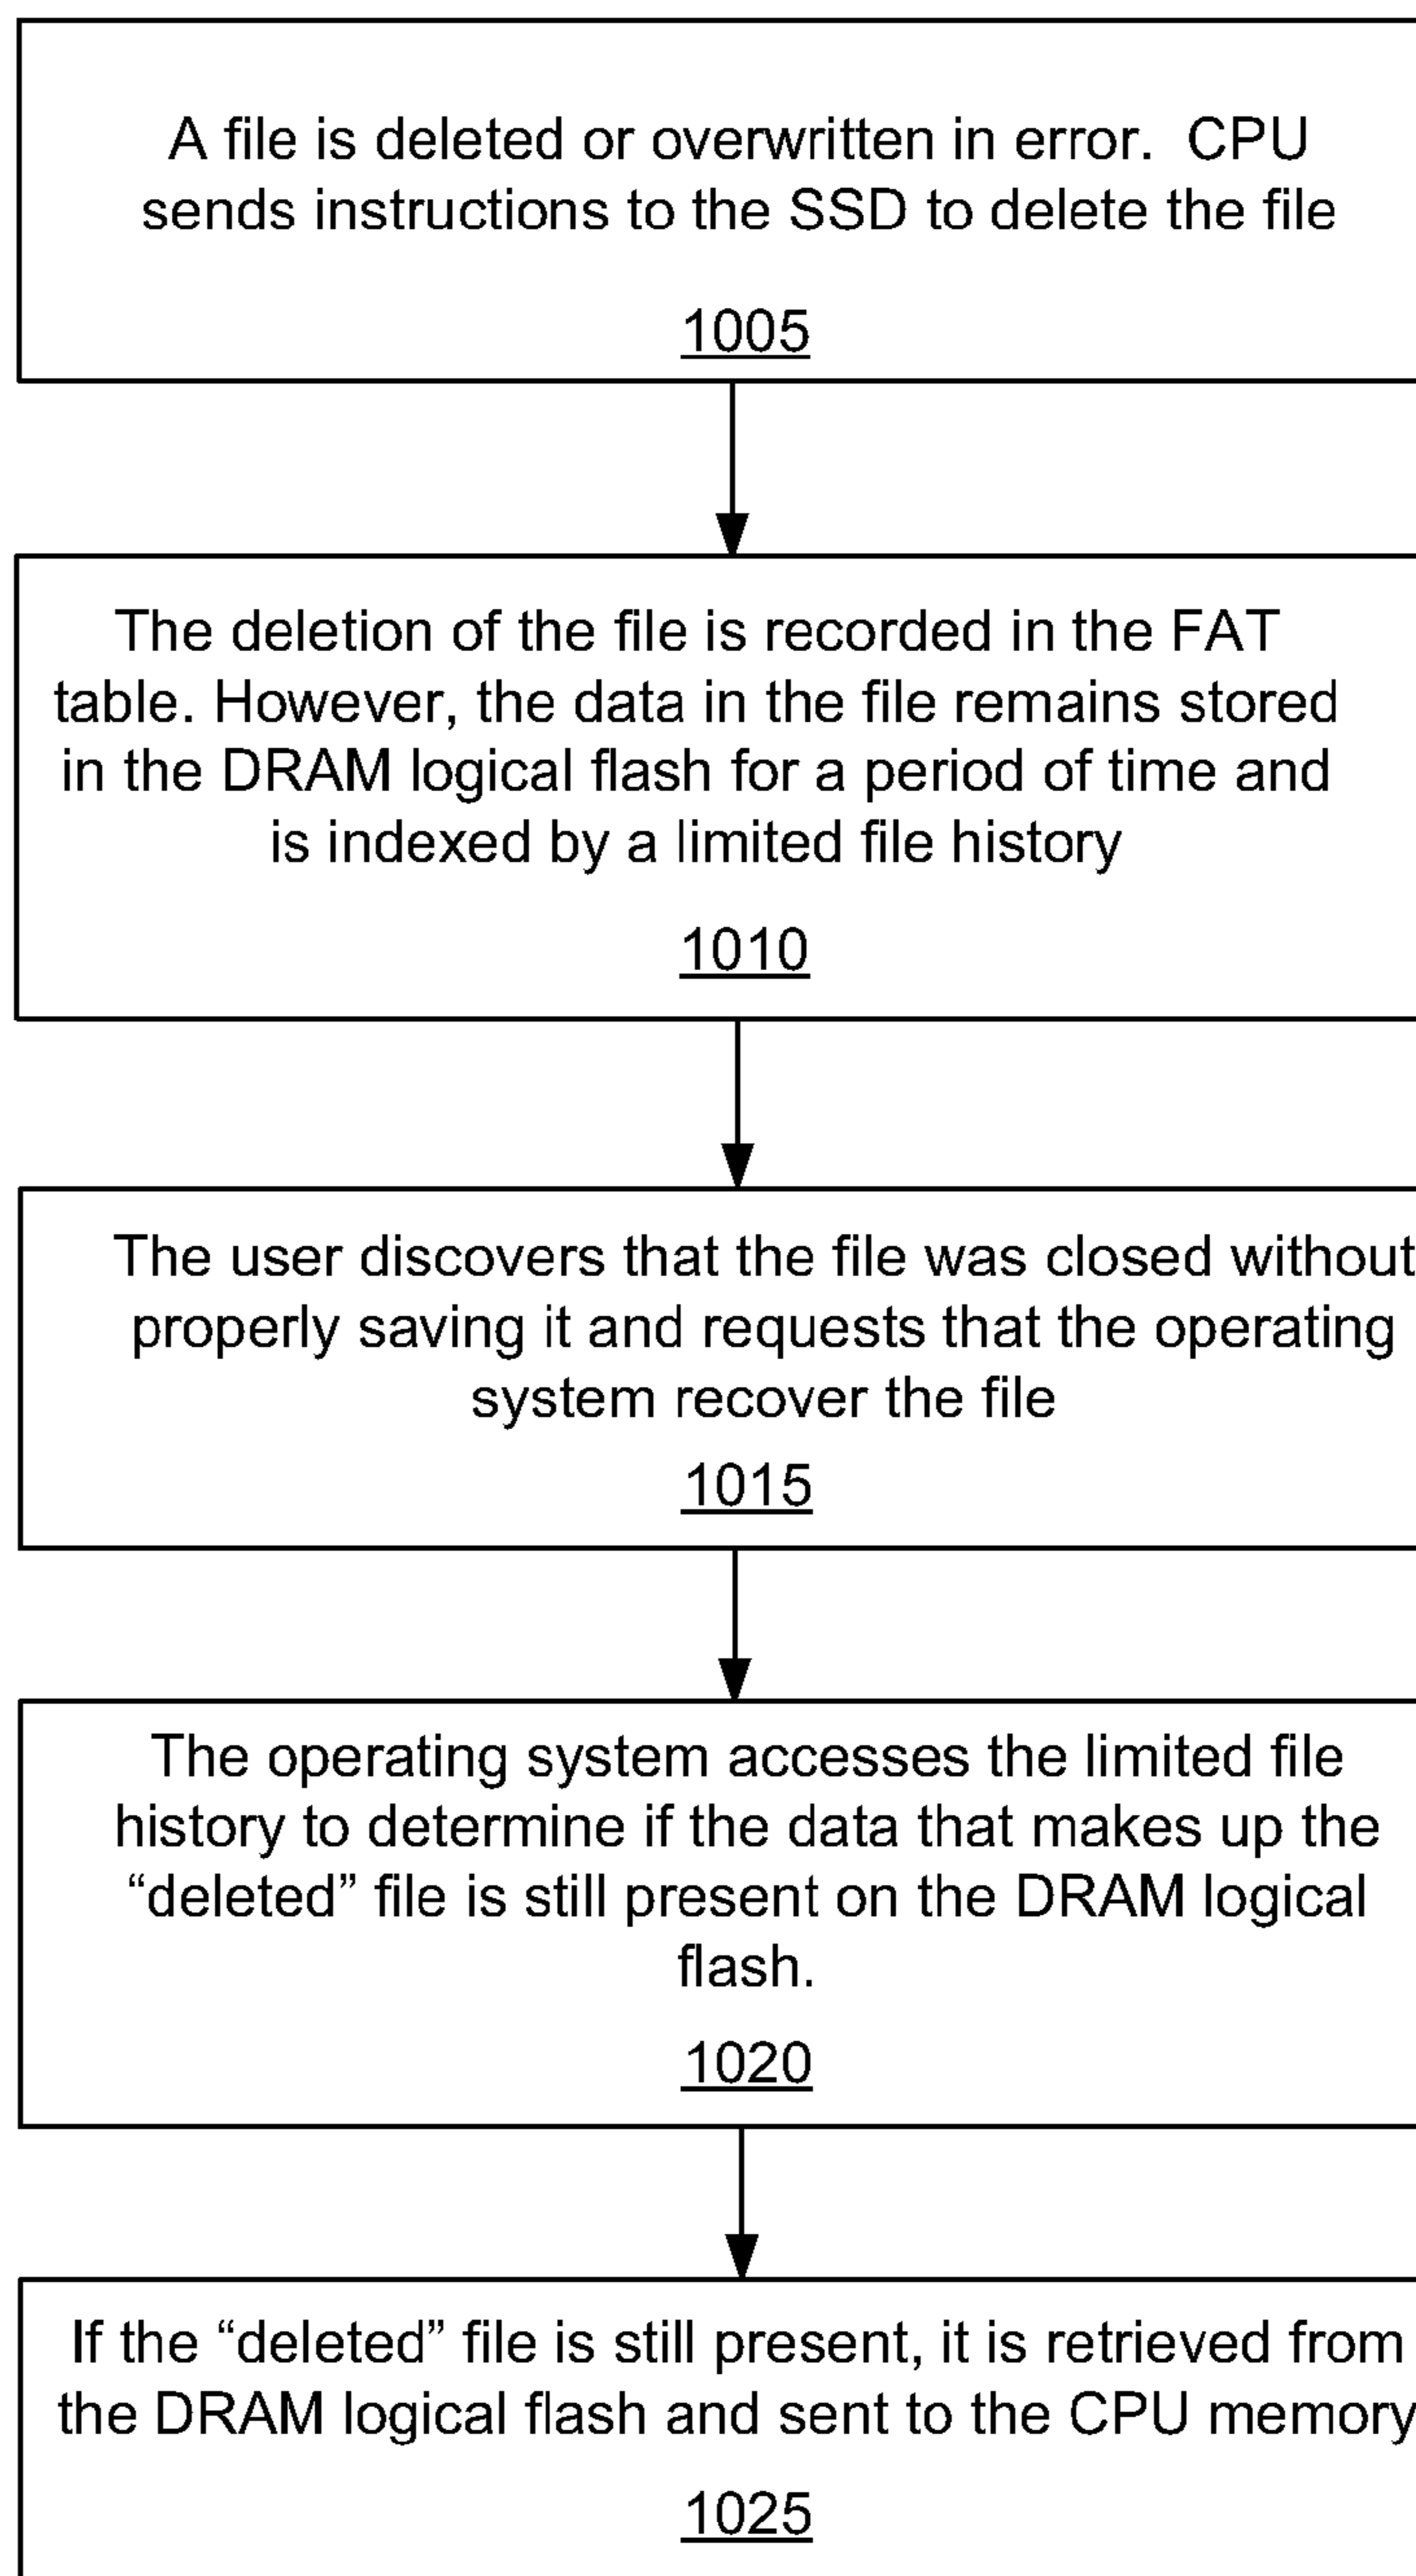 A file is deleted or overwritten in error.  CPU
sends instructions to the SSD to delete the file
1005
The deletion of the file is recorded in the FAT
table. However, the data in the file remains stored
in the DRAM logical flash for a period of time and
is indexed by a limited file history
1010
The user discovers that the file was closed without
properly saving it and requests that the operating
system recover the file
1015
The operating system accesses the limited file
history to determine if the data that makes up the
“deleted” file is still present on the DRAM logical
flash.
1020
If the “deleted” file is still present, it is retrieved from
the DRAM logical flash and sent to the CPU memory
1025